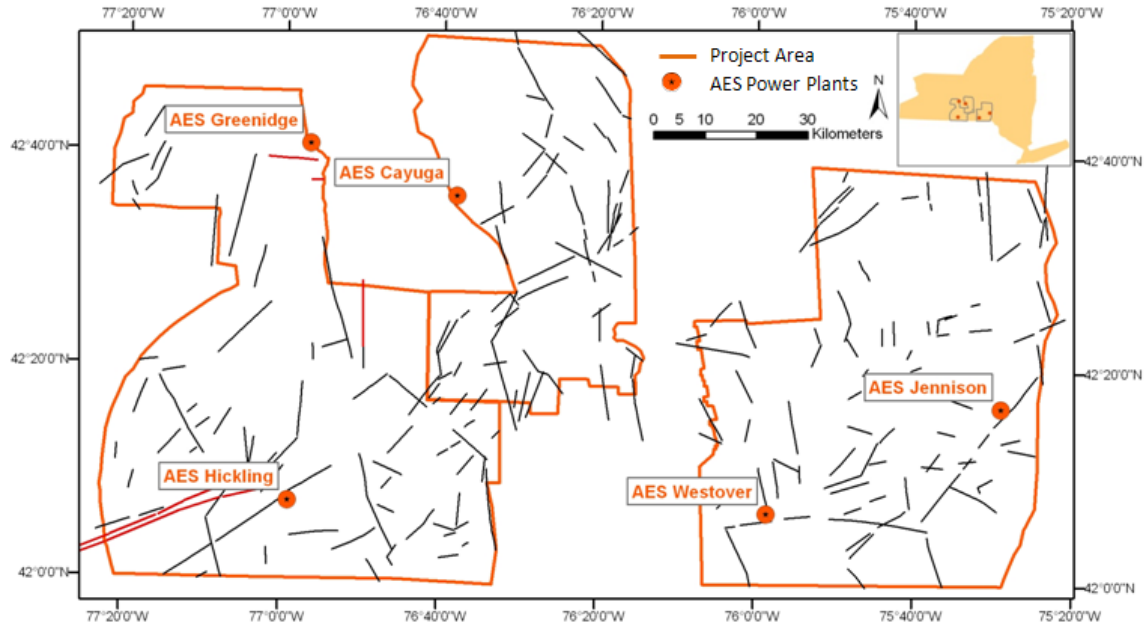 77°20'0"W 77°0'0"W 76°40'0"W 76°20'0"W 76°0'0"W 75°40'0"W 75°20'0"W
Project Area
AES Power Plants
N
0 5 10 20 30
Kilometers
AES Greenidge
42°40'0"N
42°40'0"N
AES Cayuga
42°20'0"N
42°20'0"N
AES Jennison
AES Hickling
AES Westover
42°0'0"N
42°0'0"N
77°20'0"W 77°0'0"W 76°40'0"W 76°20'0"W 76°0'0"W 75°40'0"W 75°20'0"W